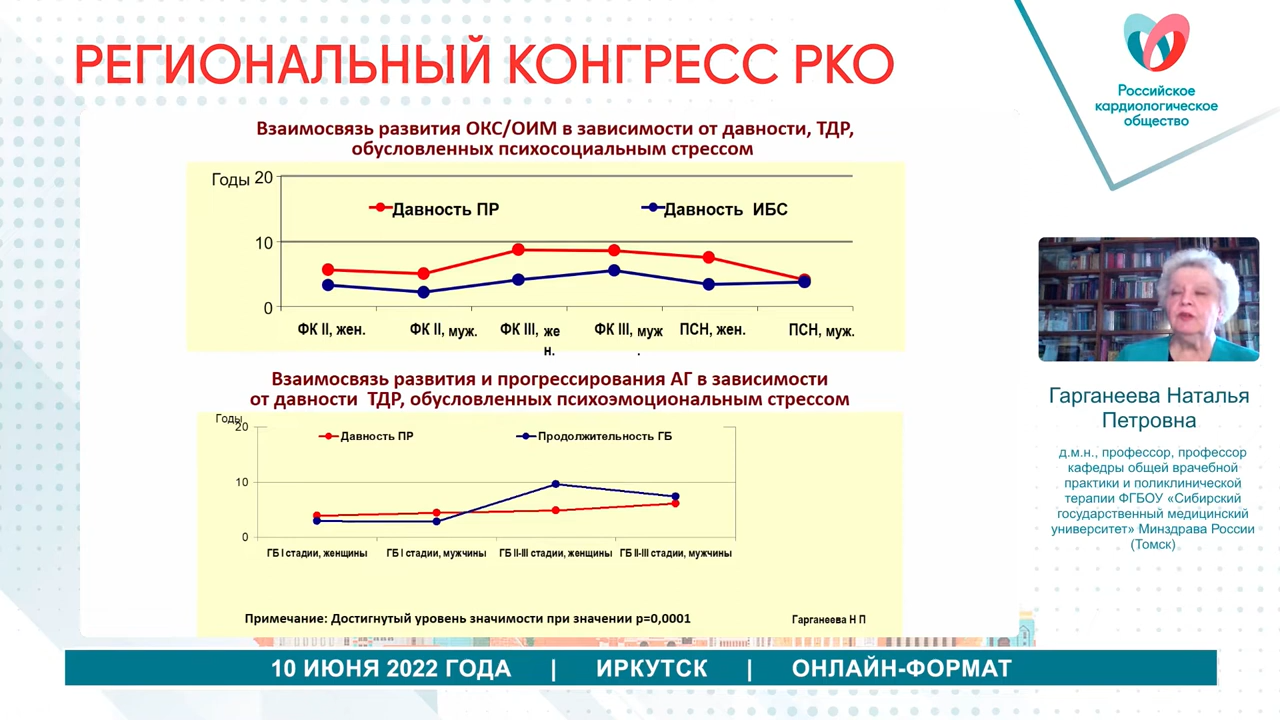 РЕГИОНАЛЬНЫЙ КОНГРЕСС РКО
Российское
кардиологическое
общество
Взаимосвязь развития ОКС/ОИМ в зависимости от давности, ТДР,
обусловленных психосоциальным стрессом
Годы 20
Давность ПР
Давность ИБС
10
0
ФК II, жен.
ФК II, муж.
ФК III, же
н.
ФК III, муж
.
ПСН, жен.
ПСН, муж.
Взаимосвязь развития и прогрессирования АГ в зависимости
от давности ТДР, обусловленных психоэмоциональным стрессом
Годы
20
Давность ПР
Продолжительность ГБ
10
0
ГБ I стадии, женщины
ГБ I стадии, мужчины
ГБ II-III стадии, женщины
ГБ II-III стадии, мужчины
Примечание: Достигнутый уровень значимости при значении р=0,0001
Гарганеева Н П
Гарганеева Наталья
Петровна
д.м.н., профессор, профессор
кафедры общей врачебной
практики и поликлинической
терапии ФГБОУ «Сибирский
государственный медицинский
университет» Минздрава России
(Томск)
10 ИЮНЯ 2022 ГОДА | ИРКУТСК | ОНЛАЙН-ФОРМАТ